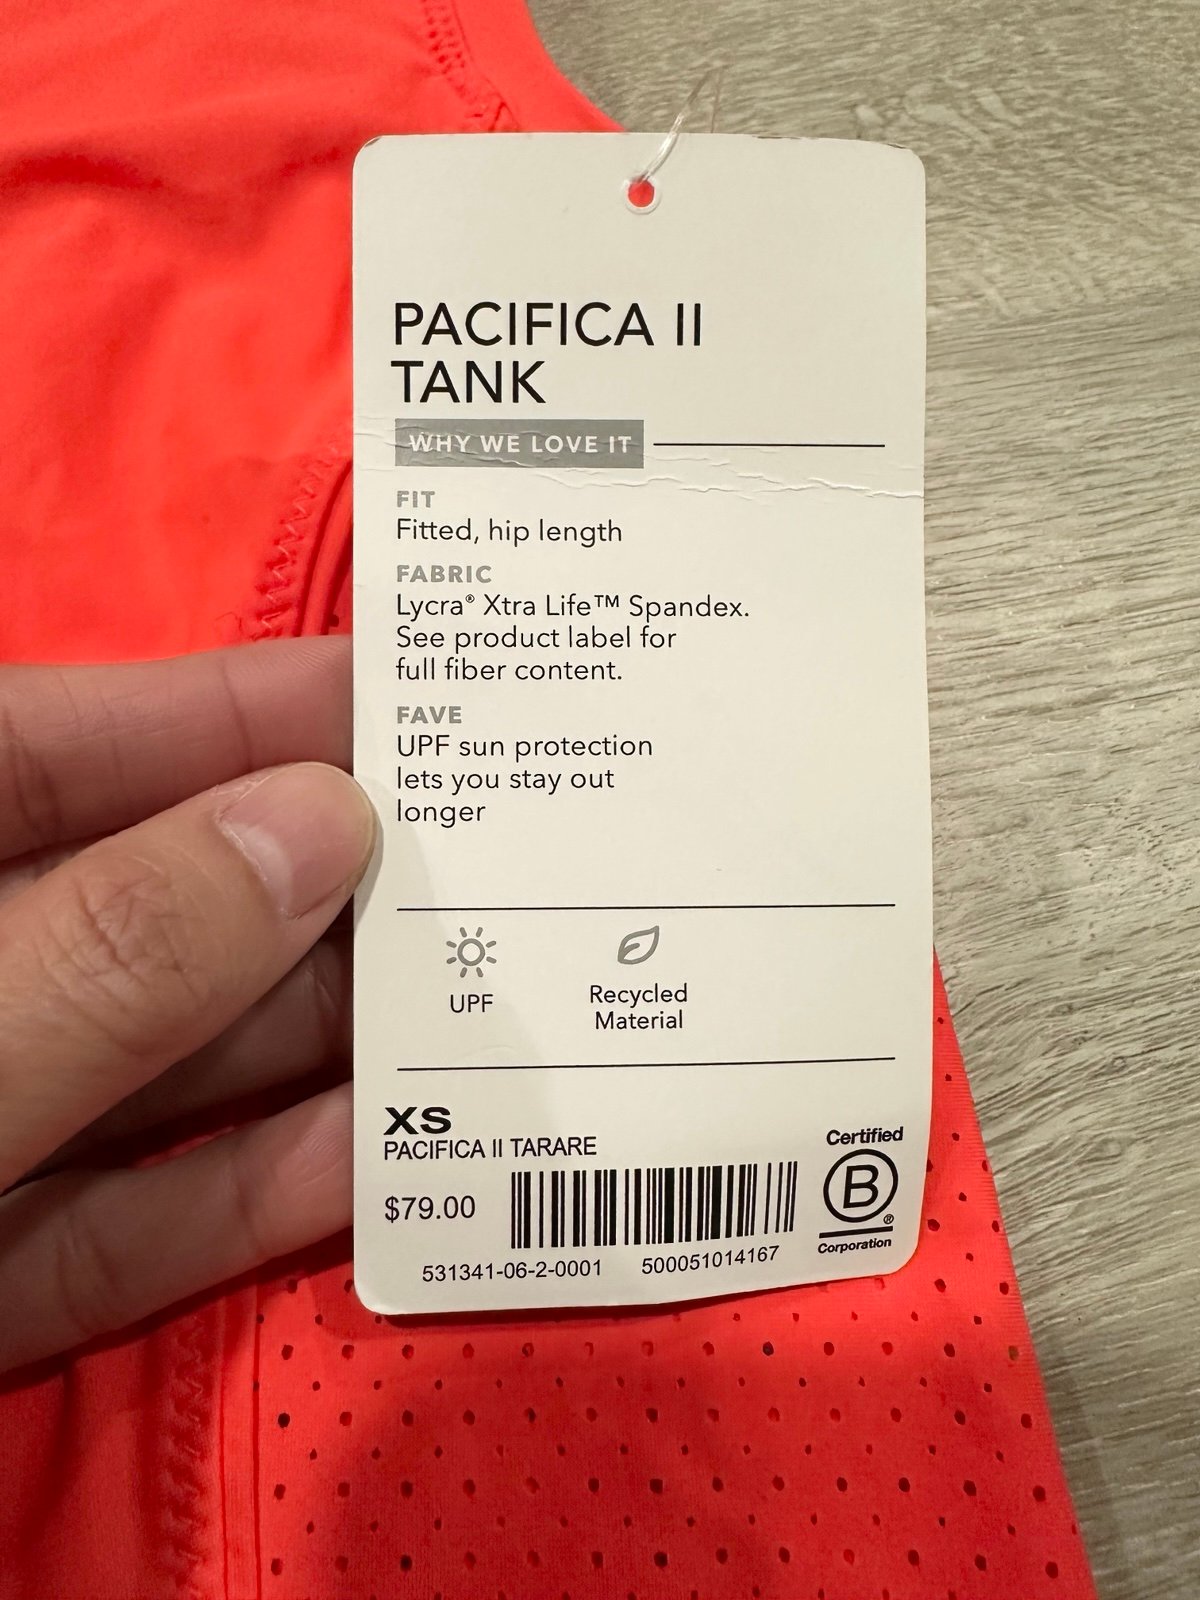 PACIFICA II
TANK
WHY WE LOVE IT
FIT
Fitted, hip length
FABRIC
Lycra® Xtra Life™ Spandex.
See product label for
full fiber content.
FAVE
UPF sun protection
lets you stay out
longer
UPF
Recycled
Material
XS
PACIFICA II TARARE
$79.00
531341-06-2-0001 500051014167
Certified
B
®
Corporation